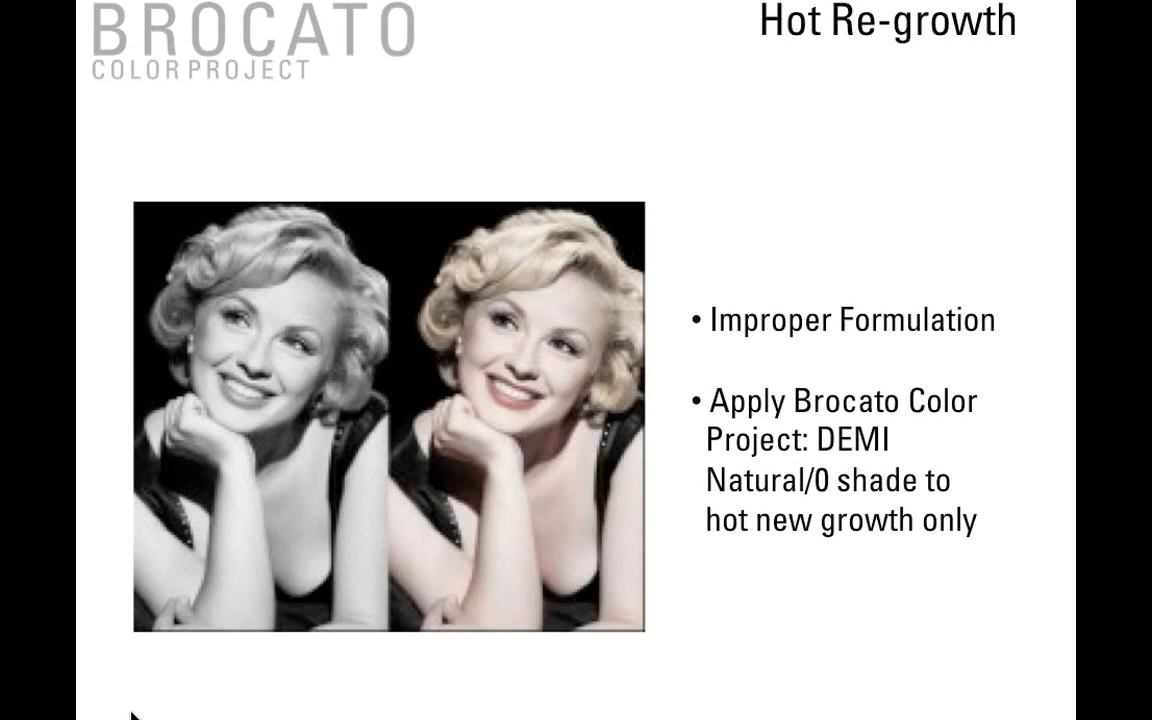 BROCATO
COLOR PROJECT
Hot Re-growth
• Improper Formulation
• Apply Brocato Color
Project: DEMI
Natural/0 shade to
hot new growth only